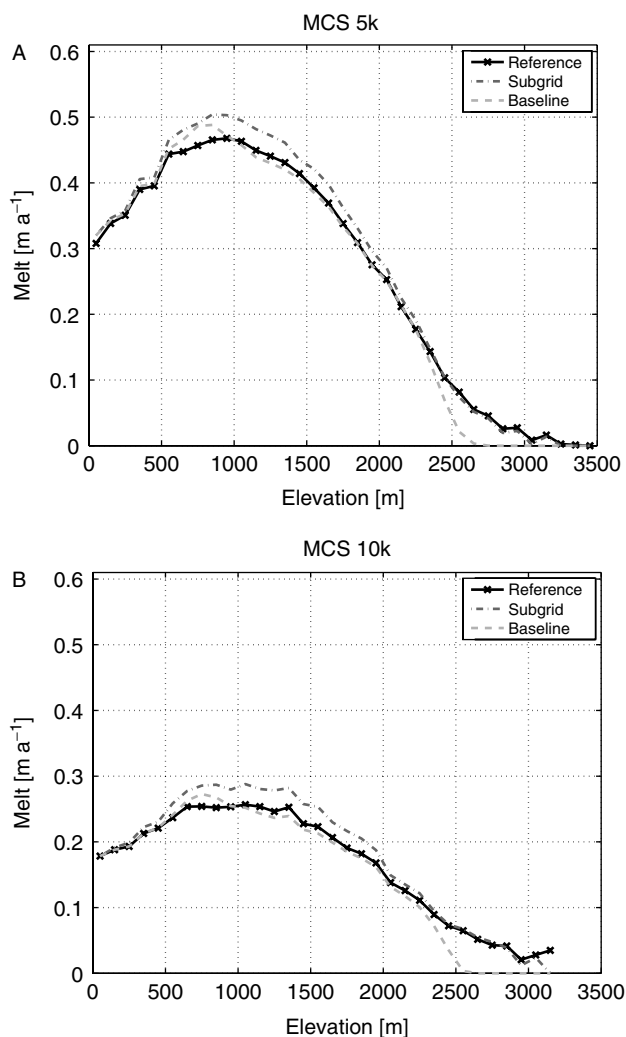 MCS 5k
A
0.6
0.5
0.4
0.3
0.2
0.1
0
Melt [m a⁻¹]
Reference
Subgrid
Baseline
0 500 1000 1500 2000 2500 3000 3500
Elevation [m]
MCS 10k
B
0.6
0.5
0.4
0.3
0.2
0.1
0
Melt [m a⁻¹]
Reference
Subgrid
Baseline
0 500 1000 1500 2000 2500 3000 3500
Elevation [m]